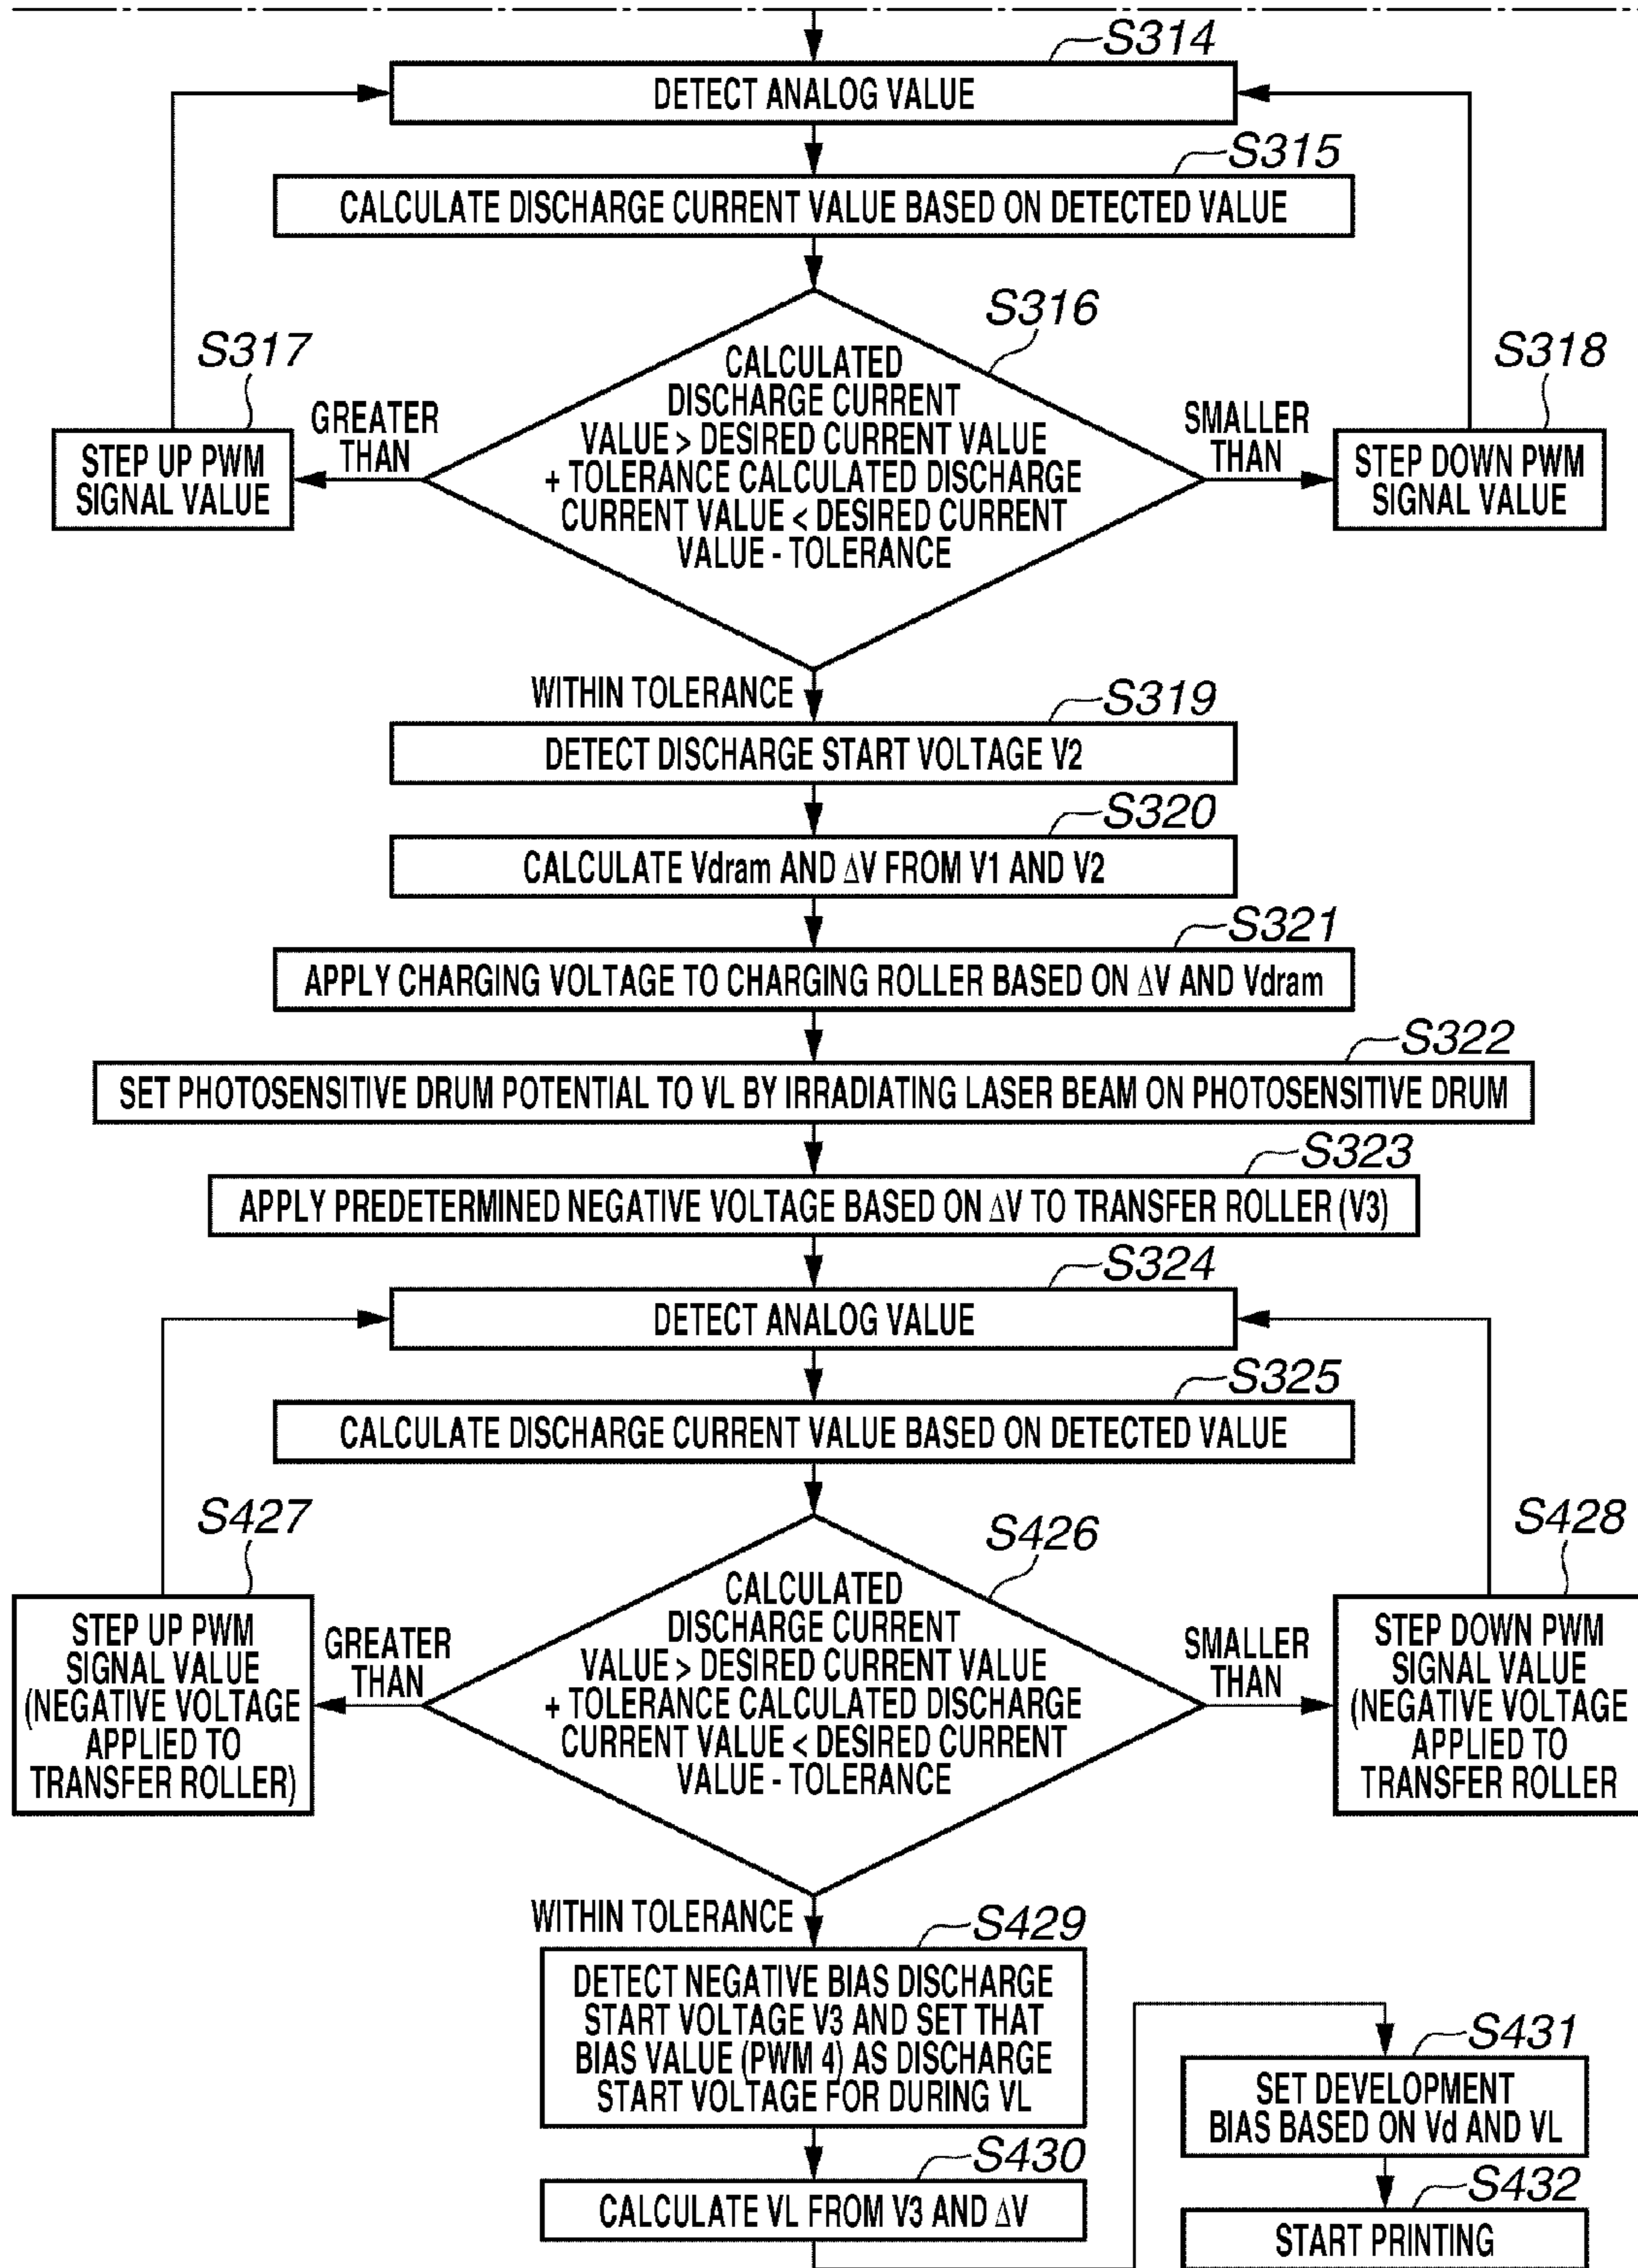 S314
DETECT ANALOG VALUE
S315
CALCULATE DISCHARGE CURRENT VALUE BASED ON DETECTED VALUE
S316
CALCULATED
DISCHARGE CURRENT
VALUE > DESIRED CURRENT VALUE
+ TOLERANCE CALCULATED DISCHARGE
CURRENT VALUE < DESIRED CURRENT
VALUE - TOLERANCE
S317
GREATER
THAN
STEP UP PWM
SIGNAL VALUE
S318
SMALLER
THAN
STEP DOWN PWM
SIGNAL VALUE
WITHIN TOLERANCE
S319
DETECT DISCHARGE START VOLTAGE V2
S320
CALCULATE Vdram AND ΔV FROM V1 AND V2
S321
APPLY CHARGING VOLTAGE TO CHARGING ROLLER BASED ON ΔV AND Vdram
S322
SET PHOTOSENSITIVE DRUM POTENTIAL TO VL BY IRRADIATING LASER BEAM ON PHOTOSENSITIVE DRUM
S323
APPLY PREDETERMINED NEGATIVE VOLTAGE BASED ON ΔV TO TRANSFER ROLLER (V3)
S324
DETECT ANALOG VALUE
S325
CALCULATE DISCHARGE CURRENT VALUE BASED ON DETECTED VALUE
S426
CALCULATED
DISCHARGE CURRENT
VALUE > DESIRED CURRENT VALUE
+ TOLERANCE CALCULATED DISCHARGE
CURRENT VALUE < DESIRED CURRENT
VALUE - TOLERANCE
S427
GREATER
THAN
STEP UP PWM
SIGNAL VALUE
(NEGATIVE VOLTAGE
APPLIED TO
TRANSFER ROLLER)
S428
SMALLER
THAN
STEP DOWN PWM
SIGNAL VALUE
(NEGATIVE VOLTAGE
APPLIED TO
TRANSFER ROLLER
WITHIN TOLERANCE
S429
DETECT NEGATIVE BIAS DISCHARGE
START VOLTAGE V3 AND SET THAT
BIAS VALUE (PWM 4) AS DISCHARGE
START VOLTAGE FOR DURING VL
S430
CALCULATE VL FROM V3 AND ΔV
S431
SET DEVELOPMENT
BIAS BASED ON Vd AND VL
S432
START PRINTING